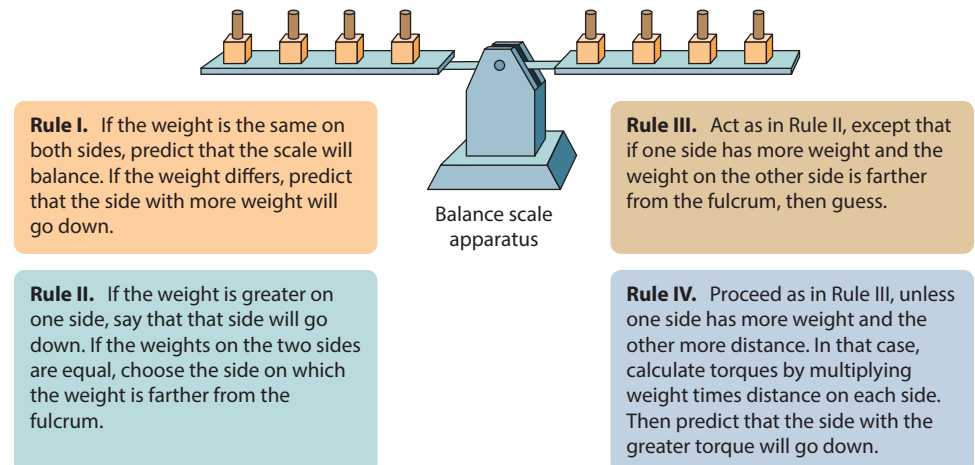 Rule I. If the weight is the same on
both sides, predict that the scale will
balance. If the weight differs, predict
that the side with more weight will
go down.
Balance scale
apparatus
Rule III. Act as in Rule II, except that
if one side has more weight and the
weight on the other side is farther
from the fulcrum, then guess.
Rule II. If the weight is greater on
one side, say that that side will go
down. If the weights on the two sides
are equal, choose the side on which
the weight is farther from the
fulcrum.
Rule IV. Proceed as in Rule III, unless
one side has more weight and the
other more distance. In that case,
calculate torques by multiplying
weight times distance on each side.
Then predict that the side with the
greater torque will go down.